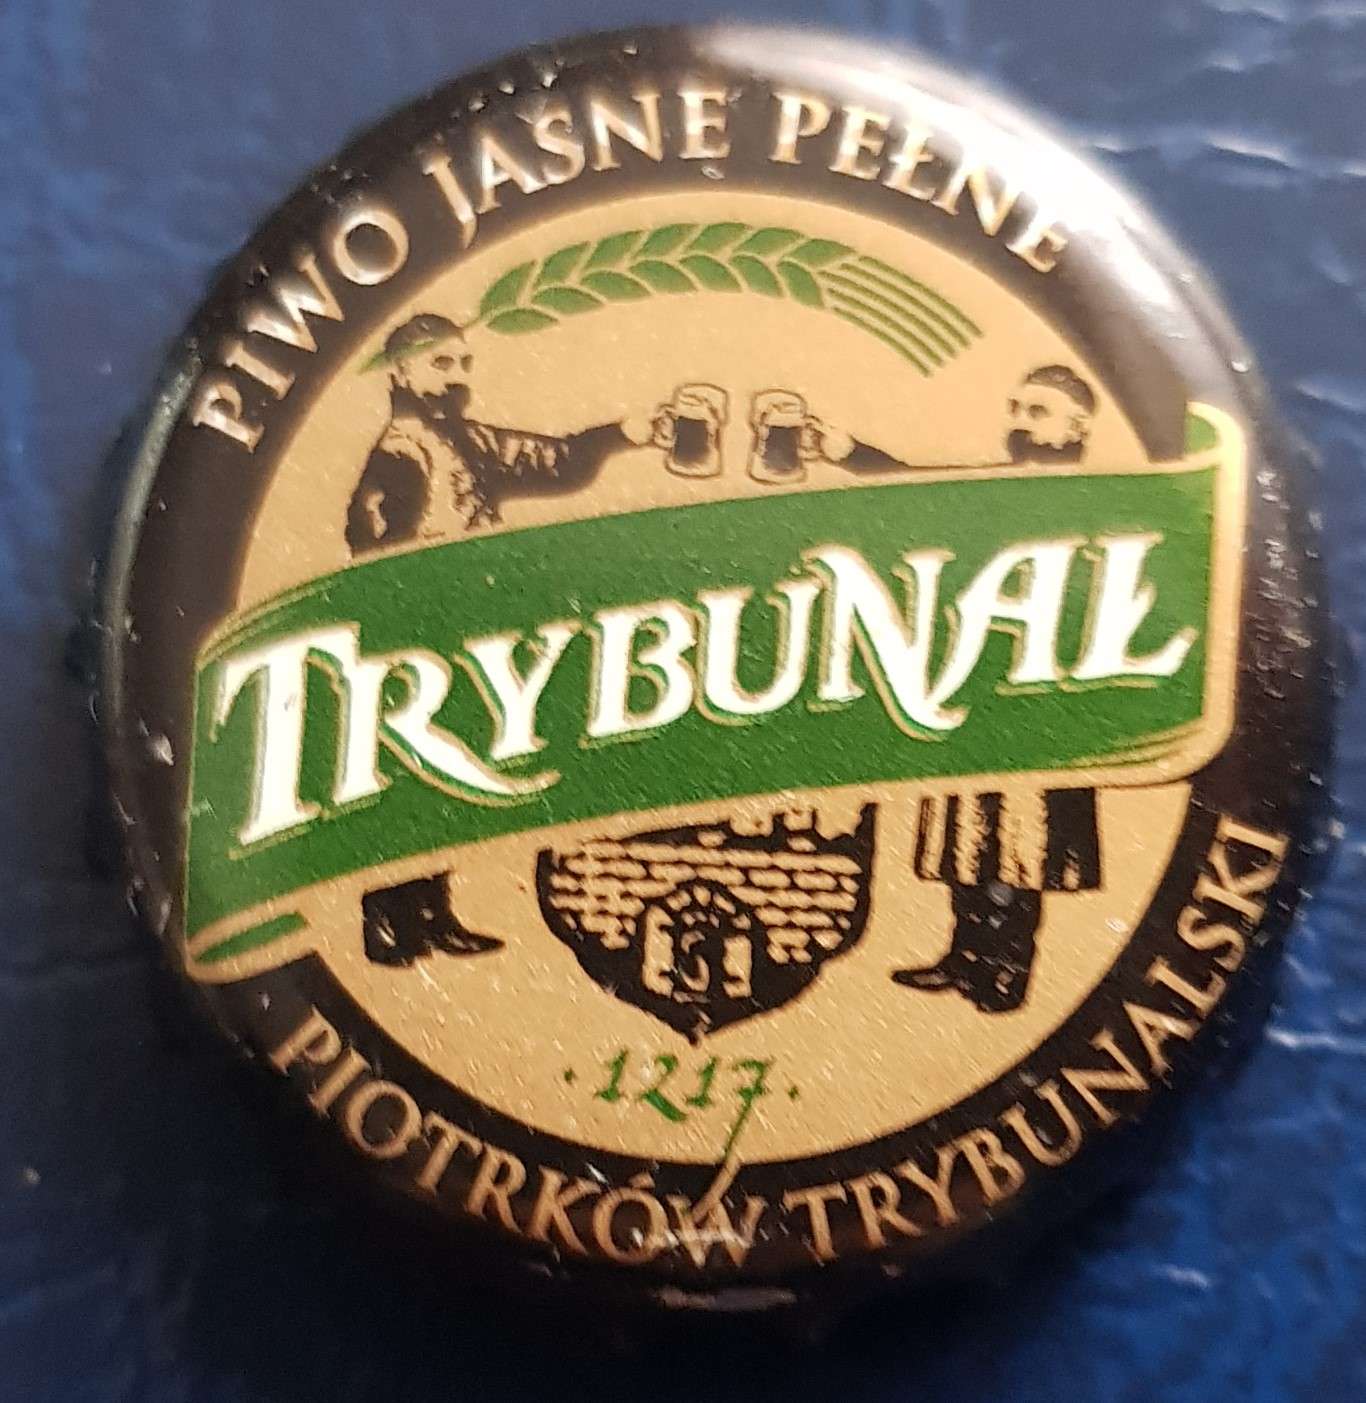 PIWO JASNE PEŁNE
TRYBUNAŁ
·1217·
PIOTRKÓW TRYBUNALSKI